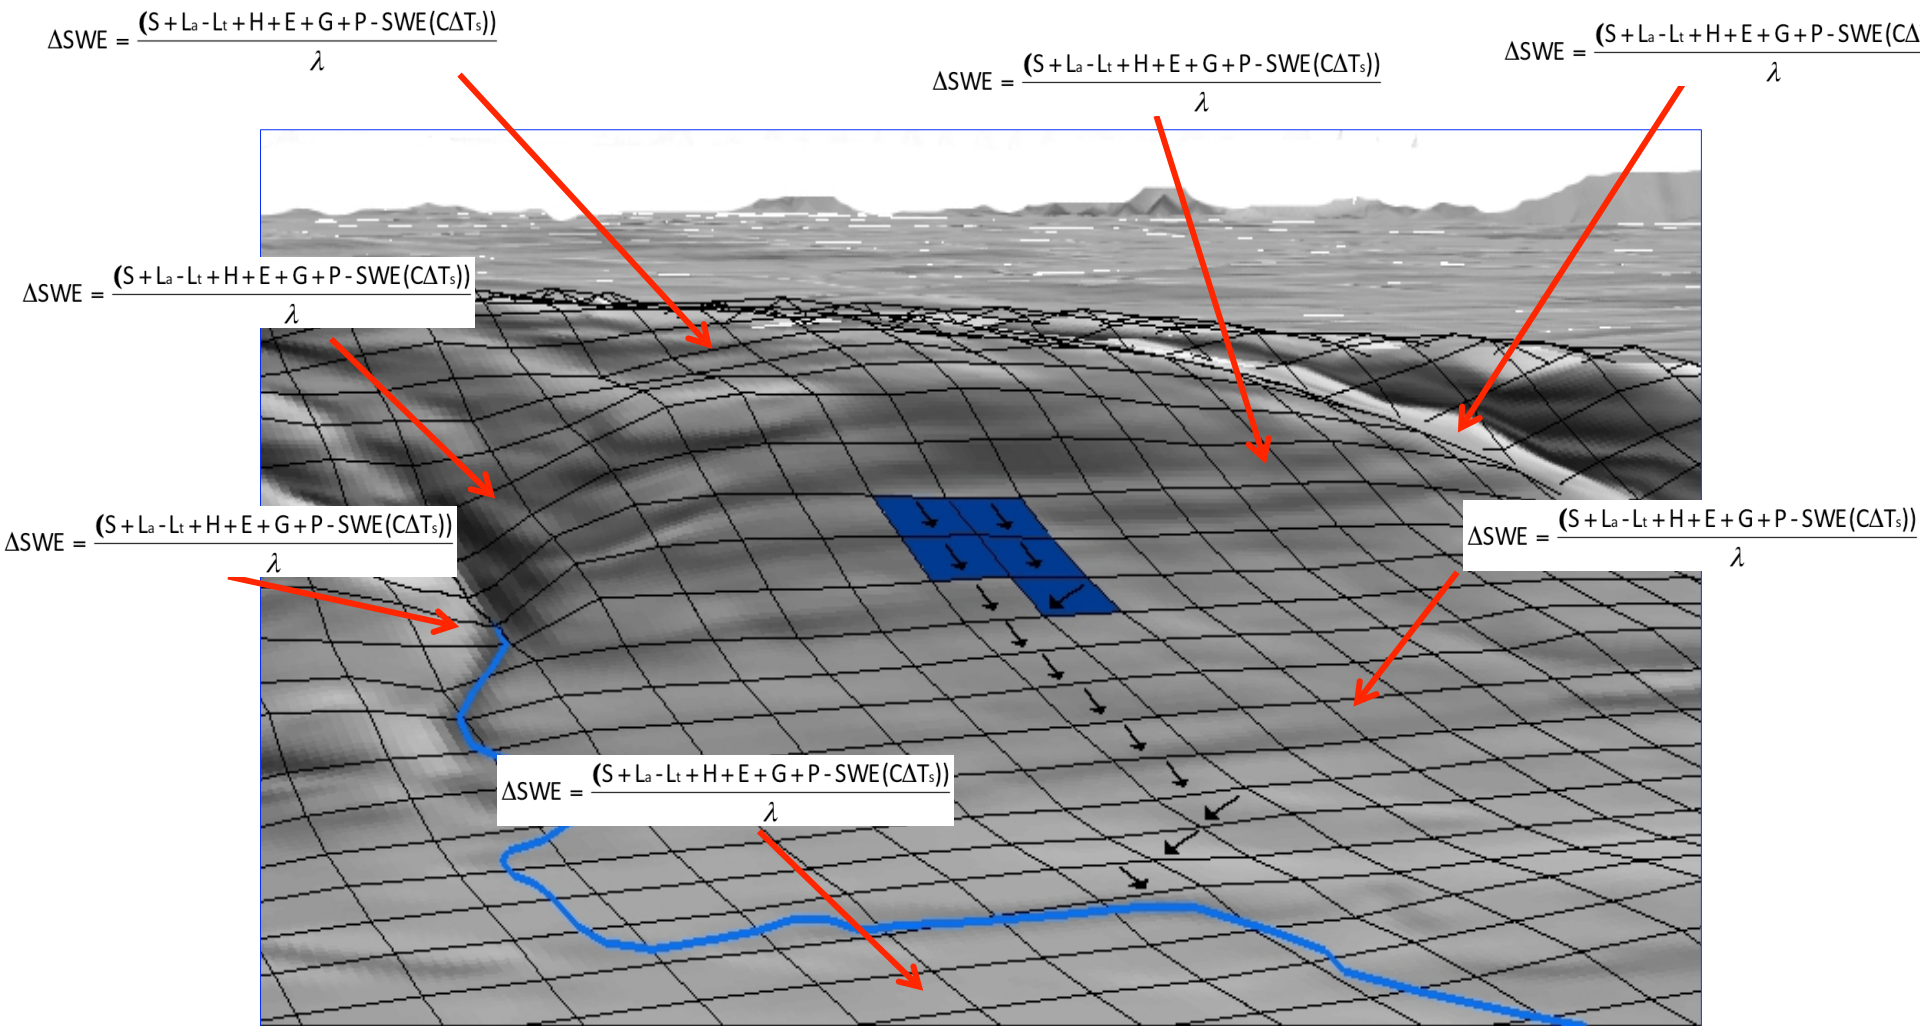 ΔSWE = (S + La - Lt + H + E + G + P - SWE(CΔTs)) / λ
ΔSWE = (S + La - Lt + H + E + G + P - SWE(CΔTs)) / λ
ΔSWE = (S + La - Lt + H + E + G + P - SWE(CΔ / λ
ΔSWE = (S + La - Lt + H + E + G + P - SWE(CΔTs)) / λ
ΔSWE = (S + La - Lt + H + E + G + P - SWE(CΔTs)) / λ
ΔSWE = (S + La - Lt + H + E + G + P - SWE(CΔTs)) / λ
ΔSWE = (S + La - Lt + H + E + G + P - SWE(CΔTs)) / λ